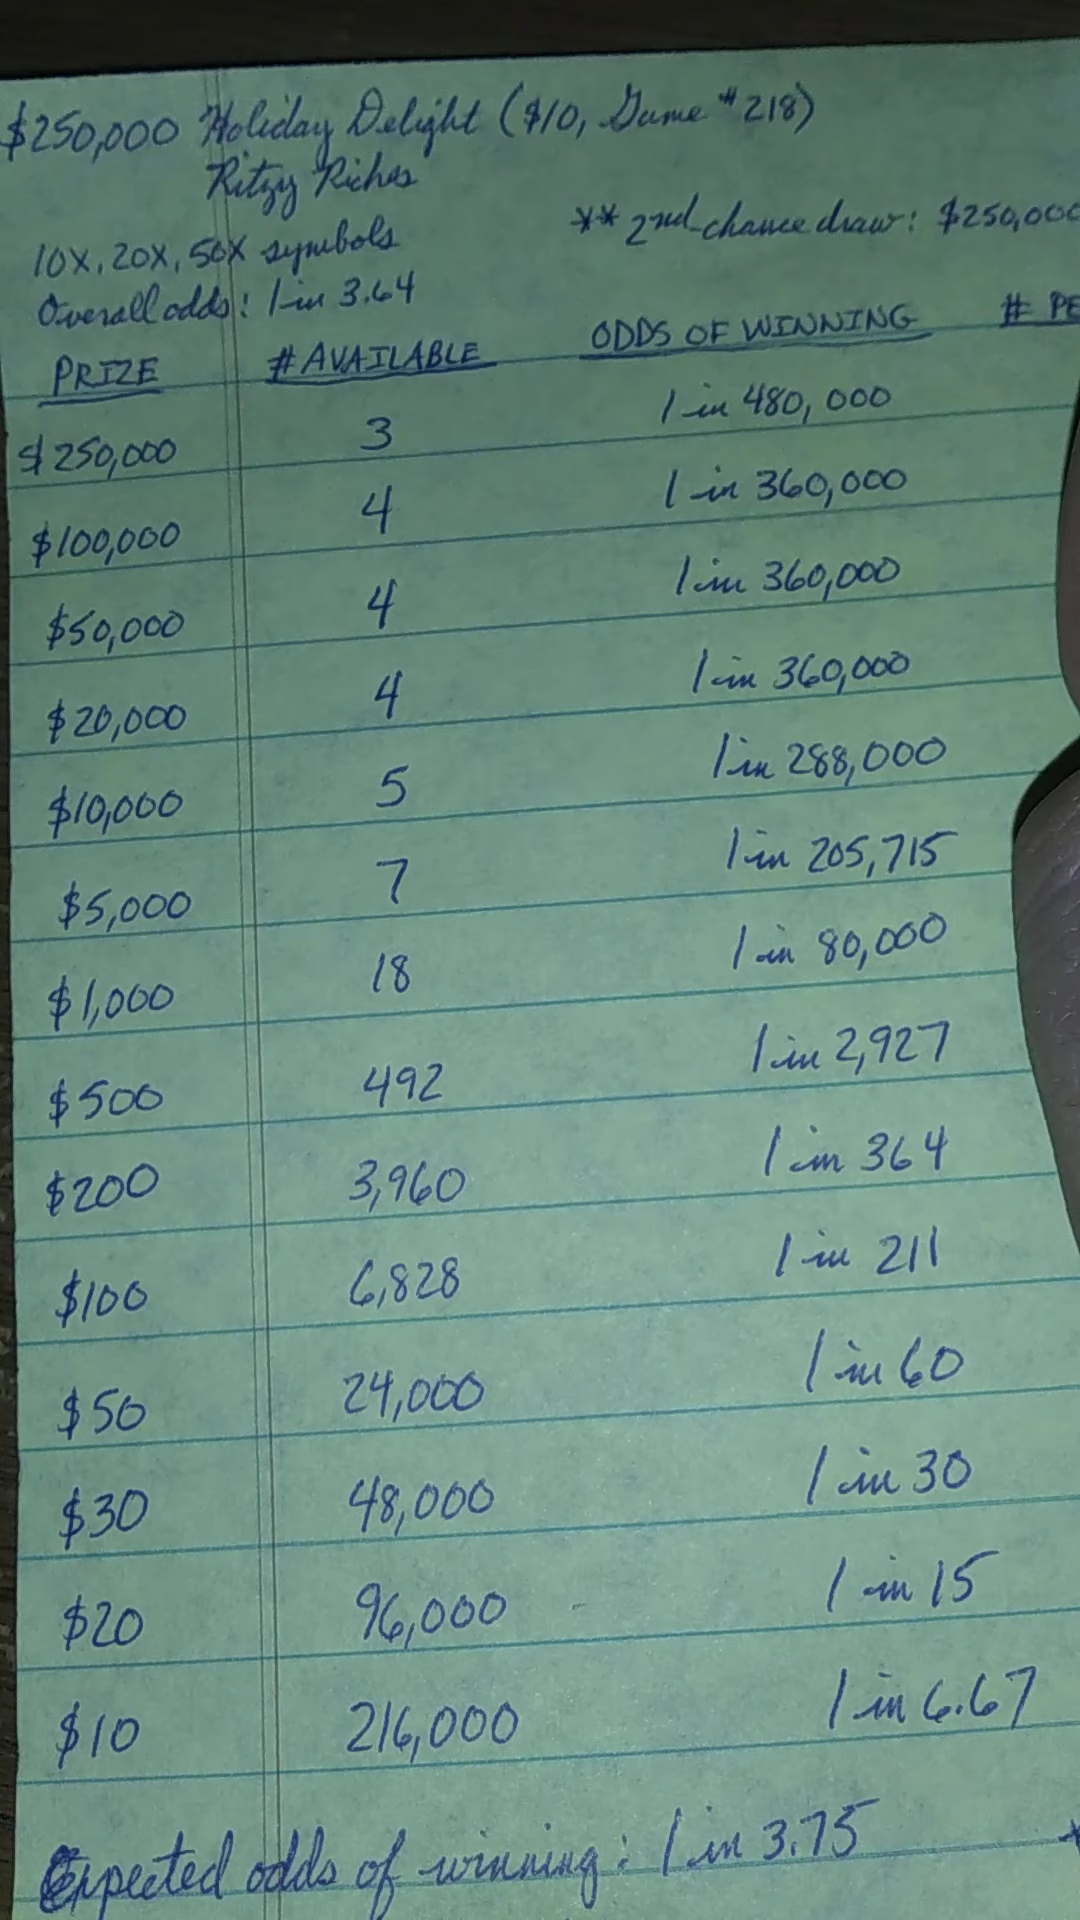 $250,000 Holiday Delight ($10, Game #218)
Ritzy Riches
** 2nd-chance draw: $250,000
10X, 20X, 50X symbols
Overall odds: 1 in 3.64
PRIZE # AVAILABLE ODDS OF WINNING # PE
$250,000 3 1 in 480,000
$100,000 4 1 in 360,000
$50,000 4 1 in 360,000
$20,000 4 1 in 360,000
$10,000 5 1 in 288,000
$5,000 7 1 in 205,715
$1,000 18 1 in 80,000
$500 492 1 in 2,927
$200 3,960 1 in 364
$100 6,828 1 in 211
$50 24,000 1 in 60
$30 48,000 1 in 30
$20 96,000 1 in 15
$10 216,000 1 in 6.67
Expected odds of winning: 1 in 3.75